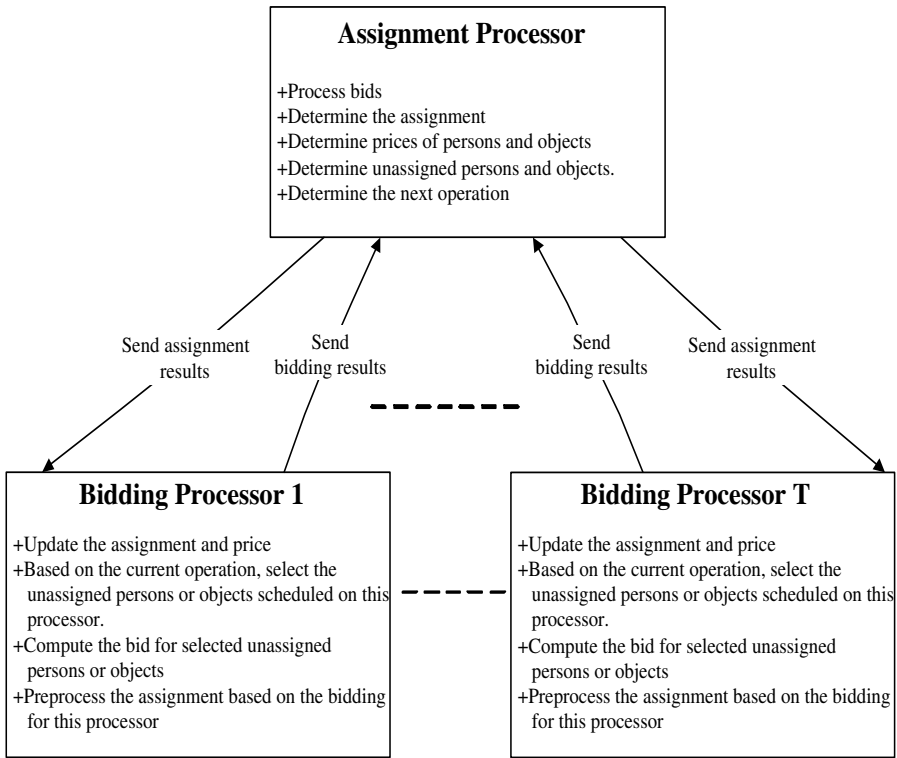 Assignment Processor
+Process bids
+Determine the assignment
+Determine prices of persons and objects
+Determine unassigned persons and objects.
+Determine the next operation
Send assignment
results
Send
bidding results
Send
bidding results
Send assignment
results
Bidding Processor 1
+Update the assignment and price
+Based on the current operation, select the
unassigned persons or objects scheduled on this
processor.
+Compute the bid for selected unassigned
persons or objects
+Preprocess the assignment based on the bidding
for this processor
Bidding Processor T
+Update the assignment and price
+Based on the current operation, select the
unassigned persons or objects scheduled on this
processor.
+Compute the bid for selected unassigned
persons or objects
+Preprocess the assignment based on the bidding
for this processor